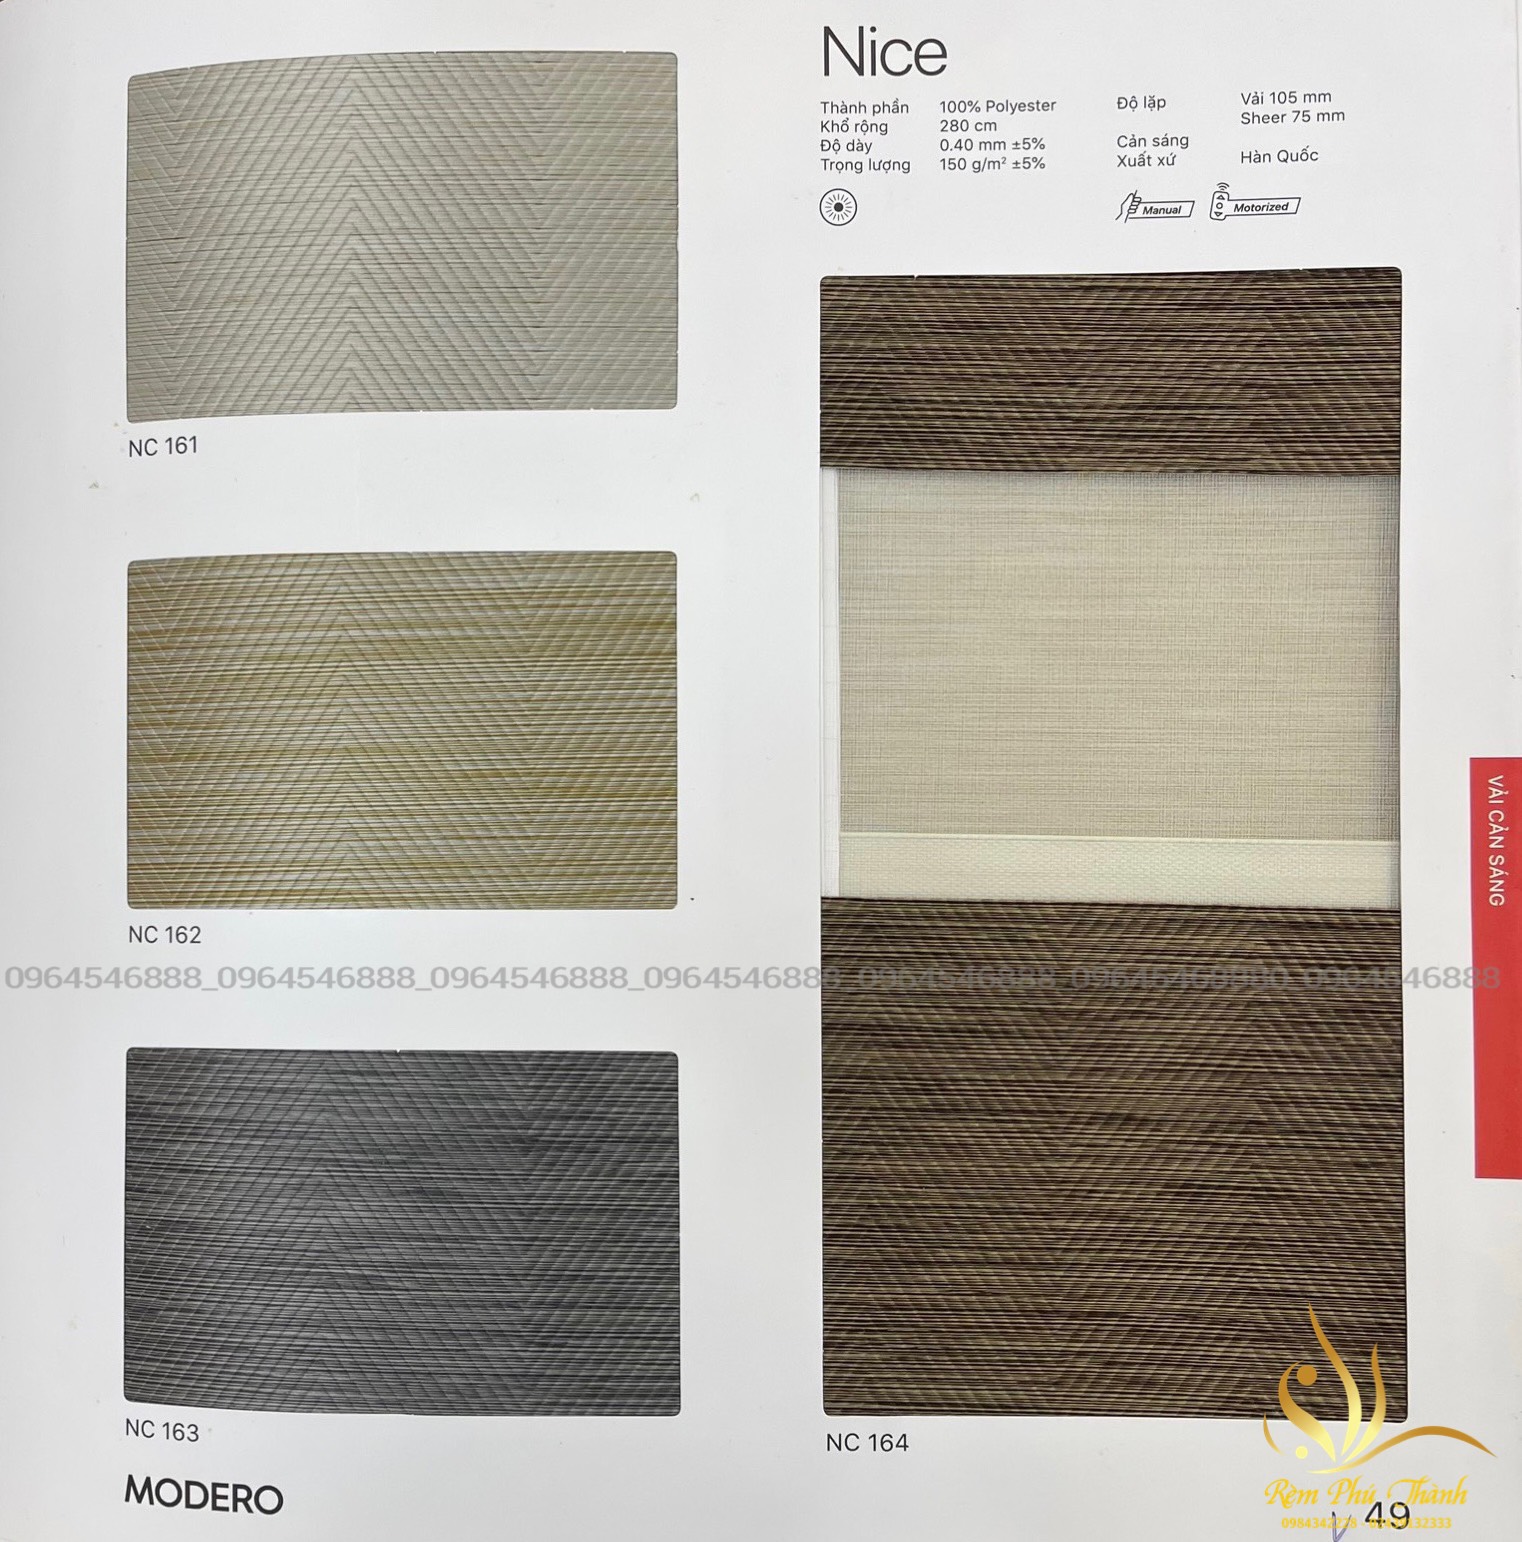 Nice
Thành phần 100% Polyester
Khổ rộng 280 cm
Độ dày 0.40 mm ±5%
Trọng lượng 150 g/m² ±5%
Độ lặp Vải 105 mm
Sheer 75 mm
Cản sáng
Xuất xứ Hàn Quốc
Manual
Motorized
NC 161
NC 162
VẢI CẢN SÁNG
0964546888_0964546888_0964546888_0964546888_0964546888_0964546888_0964546888
NC 163
NC 164
MODERO
Rèm Phú Thành
49